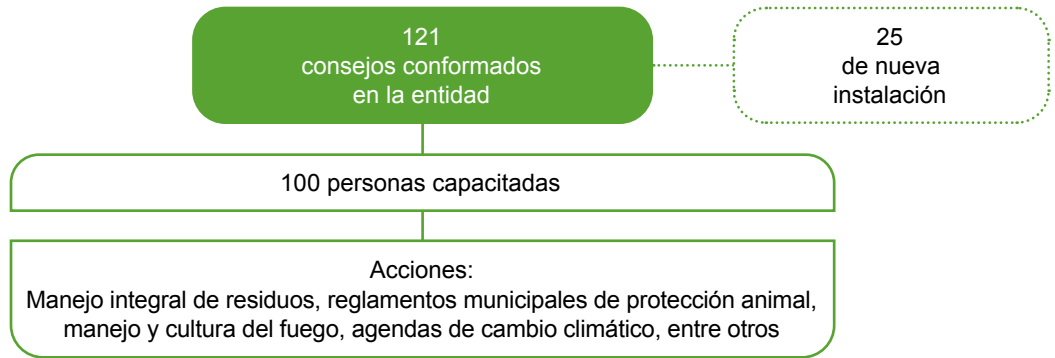 121
consejos conformados
en la entidad
25
de nueva
instalación
100 personas capacitadas
Acciones:
Manejo integral de residuos, reglamentos municipales de protección animal,
manejo y cultura del fuego, agendas de cambio climático, entre otros